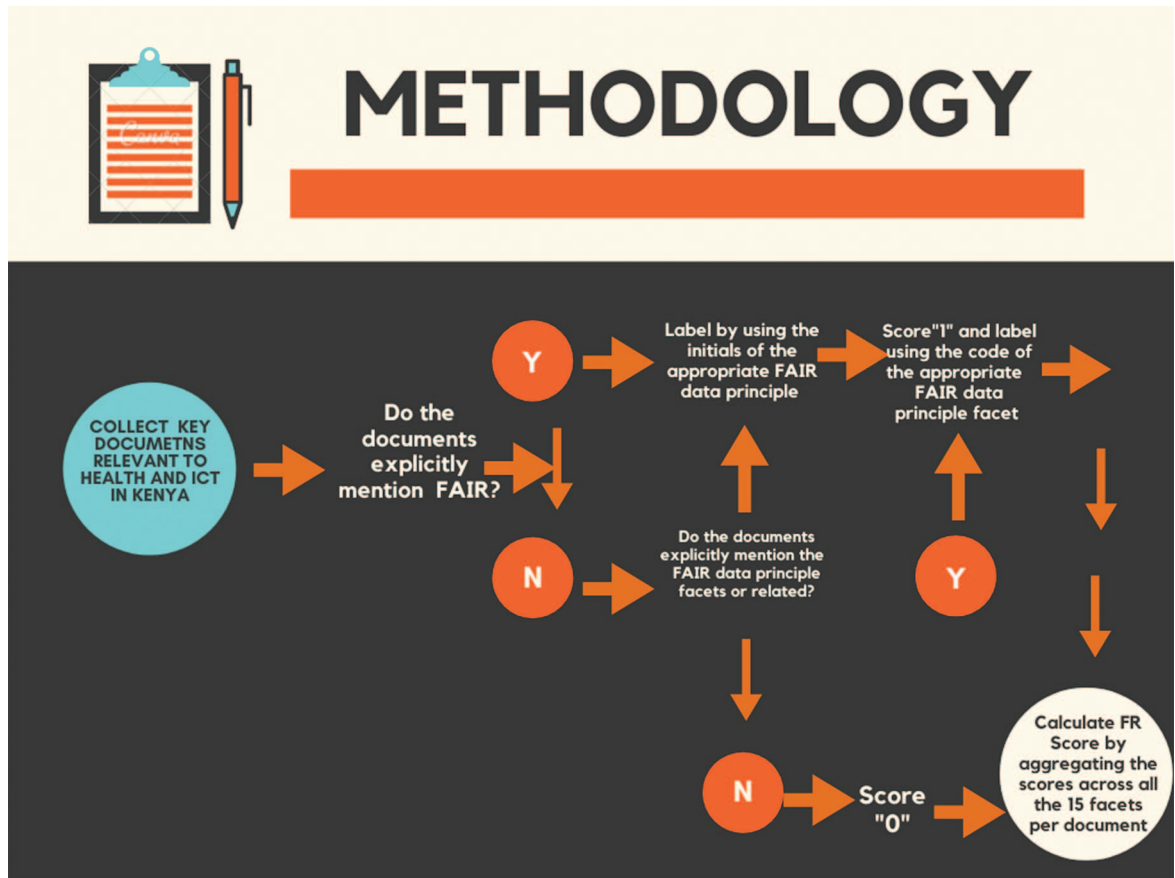 Canva
METHODOLOGY
Y
Label by using the
initials of the
appropriate FAIR
data principle
Score"1" and label
using the code of
the appropriate
FAIR data
principle facet
COLLECT KEY
DOCUMETNS
RELEVANT TO
HEALTH AND ICT
IN KENYA
Do the
documents
explicitly
mention FAIR?
N
Do the documents
explicitly mention the
FAIR data principle
facets or related?
Y
N
Score
"0"
Calculate FR
Score by
aggregating the
scores across all
the 15 facets
per document